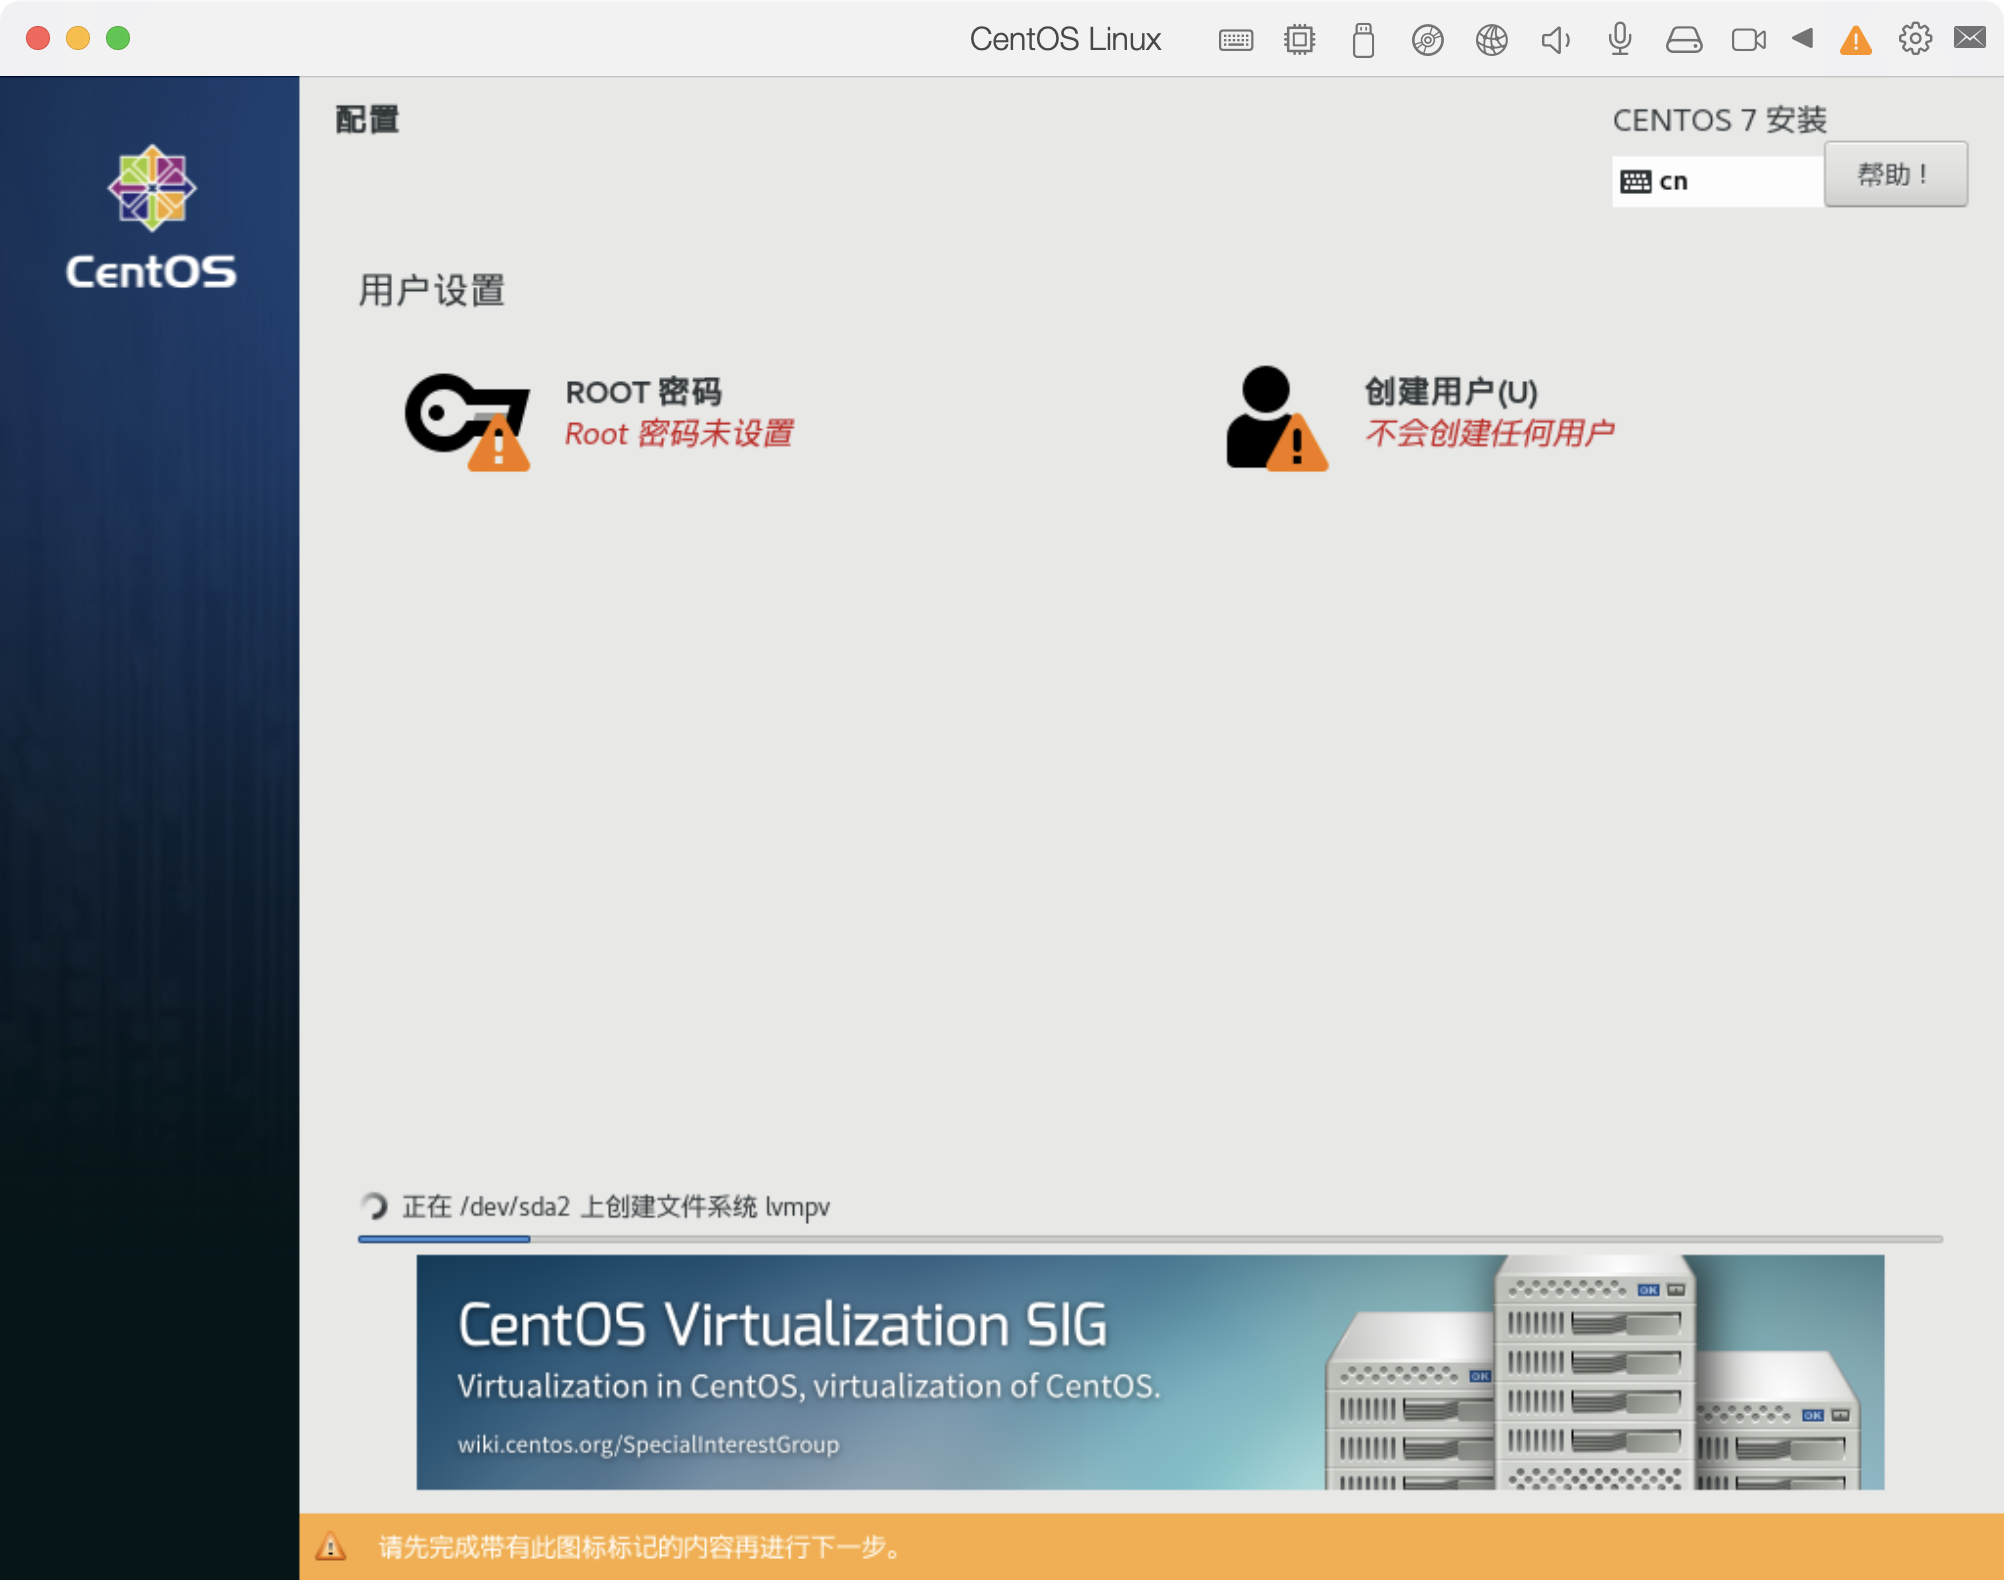 CentOS Linux
配置
CENTOS 7 安装
cn
帮助！
CentOS
用户设置
ROOT 密码
Root 密码未设置
创建用户(U)
不会创建任何用户
正在 /dev/sda2 上创建文件系统 lvmpv
CentOS Virtualization SIG
Virtualization in CentOS, virtualization of CentOS.
wiki.centos.org/SpecialInterestGroup
OK
OK
OK
请先完成带有此图标标记的内容再进行下一步。